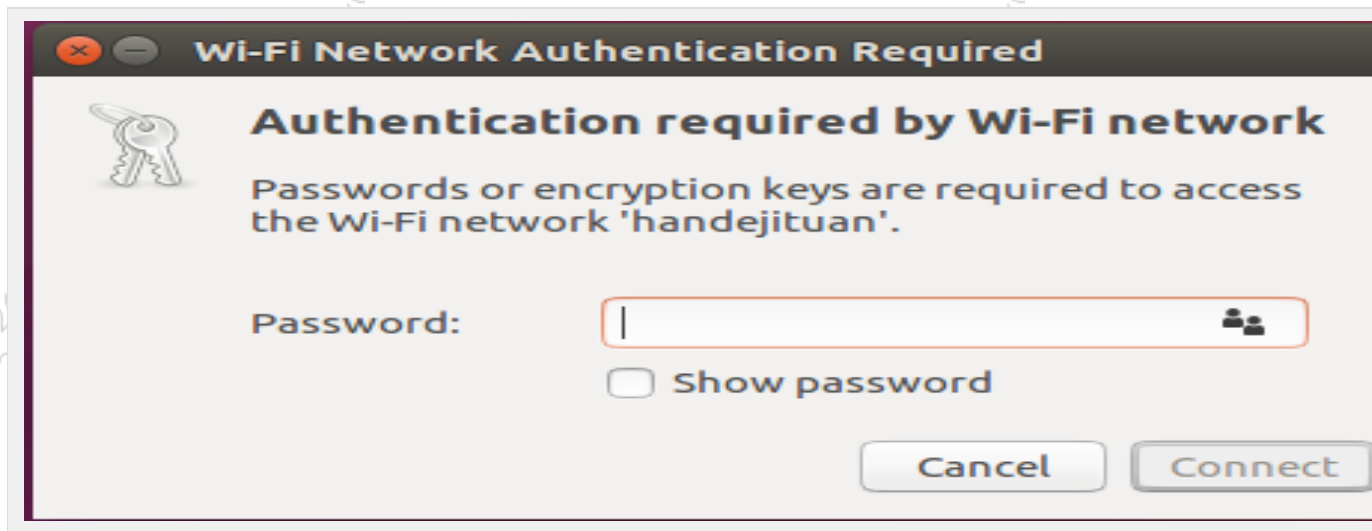 Wi-Fi Network Authentication Required
Authentication required by Wi-Fi network
Passwords or encryption keys are required to access
the Wi-Fi network 'handejituan'.
Password:
Show password
Cancel Connect